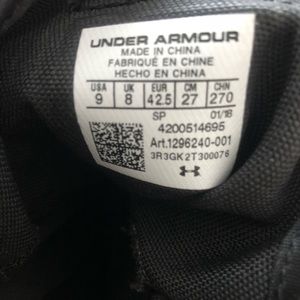 UNDER ARMOUR
MADE IN CHINA
FABRIQUÉ EN CHINE
HECHO EN CHINA
USA UK EUR CM CHN
9 8 42.5 27 270
SP 01/18
4200514695
Art.1296240-001
3R3GK2T300076